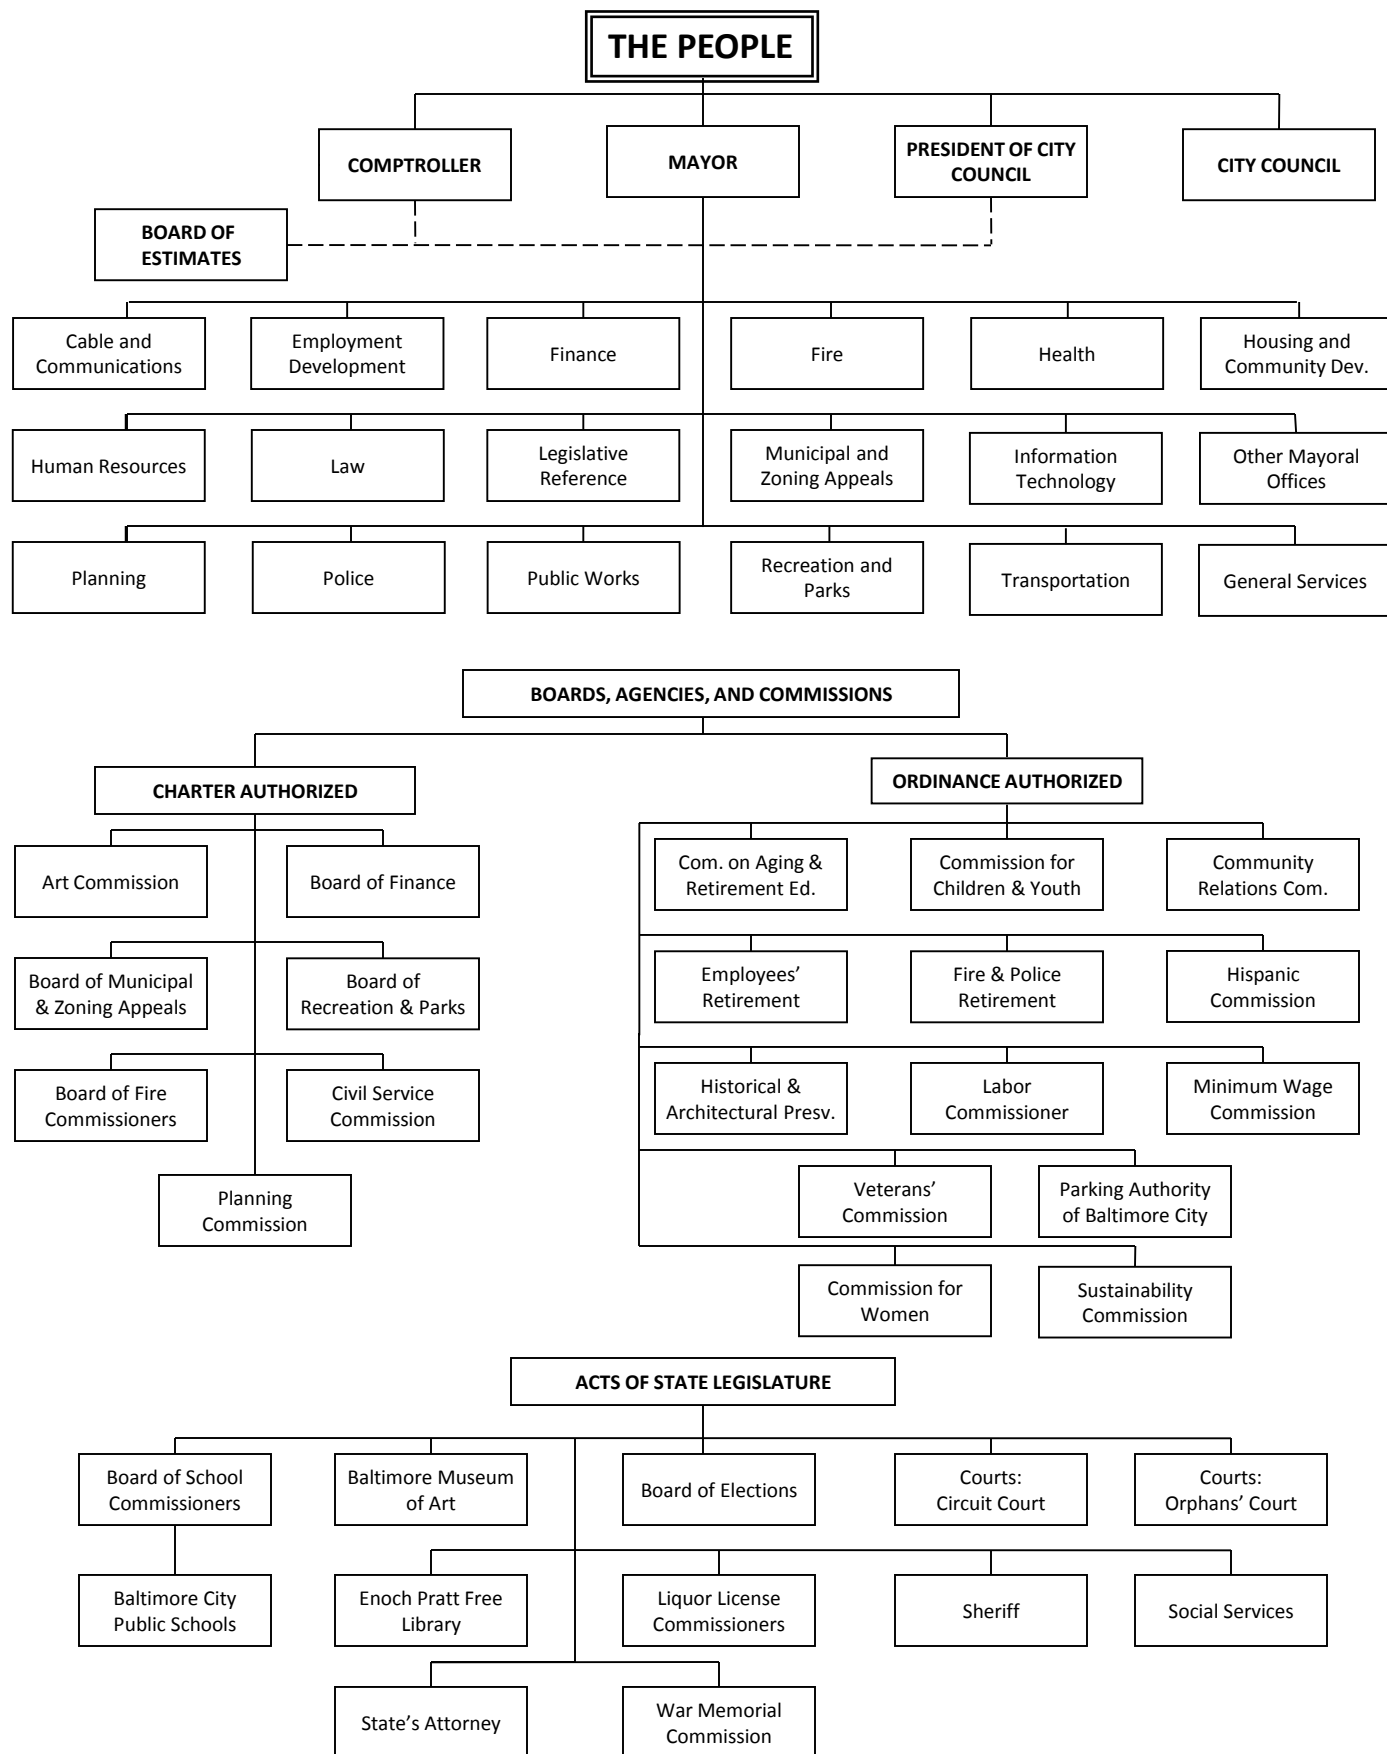 THE PEOPLE
COMPTROLLER
MAYOR
PRESIDENT OF CITY
COUNCIL
CITY COUNCIL
BOARD OF
ESTIMATES
Cable and
Communications
Employment
Development
Finance
Fire
Health
Housing and
Community Dev.
Human Resources
Law
Legislative
Reference
Municipal and
Zoning Appeals
Information
Technology
Other Mayoral
Offices
Planning
Police
Public Works
Recreation and
Parks
Transportation
General Services
BOARDS, AGENCIES, AND COMMISSIONS
CHARTER AUTHORIZED
Art Commission
Board of Finance
Board of Municipal
& Zoning Appeals
Board of
Recreation & Parks
Board of Fire
Commissioners
Civil Service
Commission
Planning
Commission
ORDINANCE AUTHORIZED
Com. on Aging &
Retirement Ed.
Commission for
Children & Youth
Community
Relations Com.
Employees’
Retirement
Fire & Police
Retirement
Hispanic
Commission
Historical &
Architectural Presv.
Labor
Commissioner
Minimum Wage
Commission
Veterans’
Commission
Parking Authority
of Baltimore City
Commission for
Women
Sustainability
Commission
ACTS OF STATE LEGISLATURE
Board of School
Commissioners
Baltimore Museum
of Art
Board of Elections
Courts:
Circuit Court
Courts:
Orphans’ Court
Baltimore City
Public Schools
Enoch Pratt Free
Library
Liquor License
Commissioners
Sheriff
Social Services
State’s Attorney
War Memorial
Commission